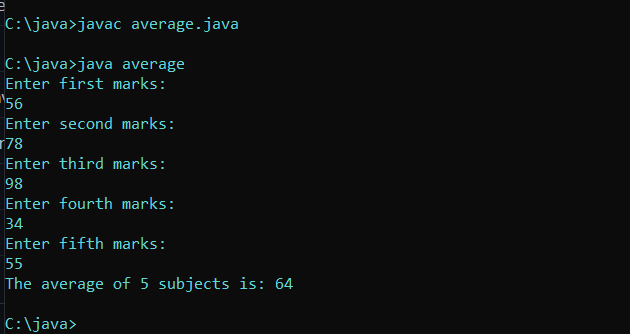 C:\java>javac average.java
C:\java>java average
Enter first marks:
56
Enter second marks:
78
Enter third marks:
98
Enter fourth marks:
34
Enter fifth marks:
55
The average of 5 subjects is: 64
C:\java>